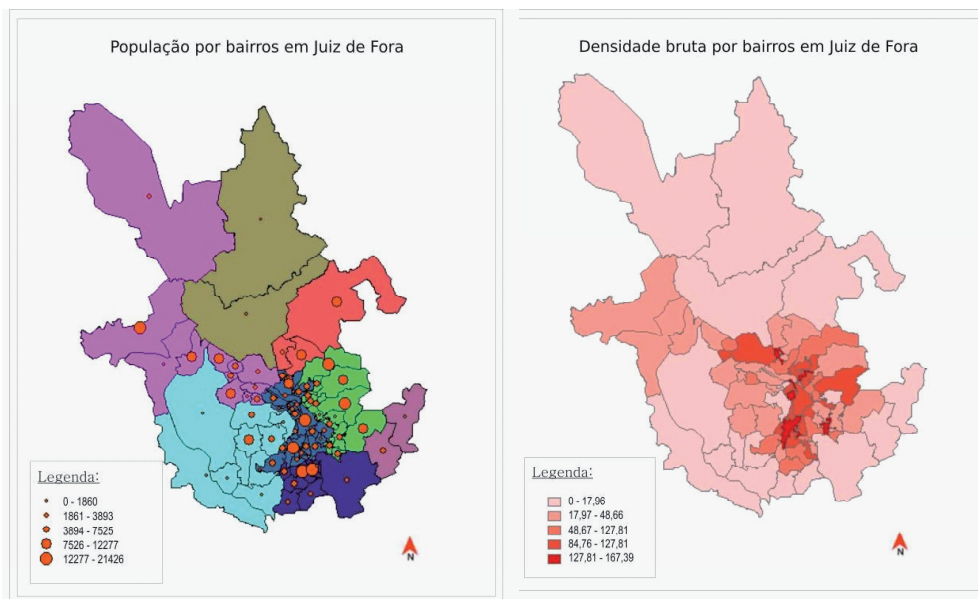 População por bairros em Juiz de Fora
Legenda:
0 - 1860
1861 - 3893
3894 - 7525
7526 - 12277
12277 - 21426
N
Densidade bruta por bairros em Juiz de Fora
Legenda:
0 - 17,96
17,97 - 48,66
48,67 - 127,81
84,76 - 127,81
127,81 - 167,39
N